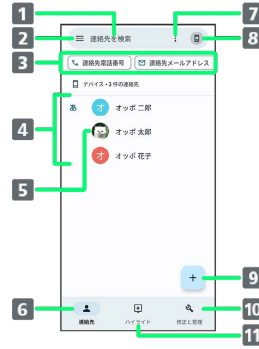 1
7
2
連絡先を検索
8
3
連絡先電話番号
連絡先メールアドレス
デバイス・3 件の連絡先
4
あ
オ
オッポ 二郎
オッポ 太郎
5
オ
オッポ 花子
+
9
6
連絡先
ハイライト
修正と管理
10
11